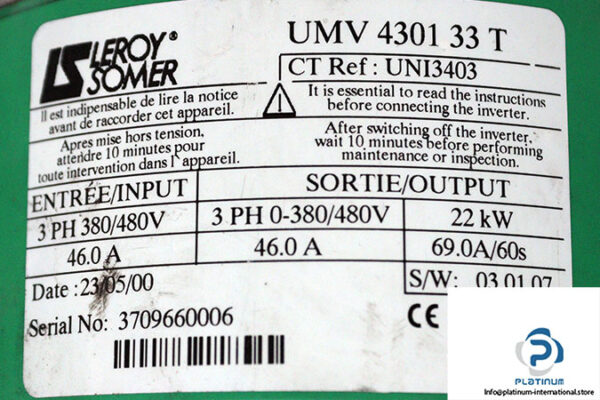 LEROY®
SOMER
UMV 4301 33 T
CT Ref : UNI3403
Il est indispensable de lire la notice
avant de raccorder cet appareil.
It is essential to read the instructions
before connecting the inverter.
Apres mise hors tension,
attendre 10 minutes pour
toute intervention dans l'appareil.
After switching off the inverter,
wait 10 minutes before performing
maintenance or inspection.
ENTRÉE/INPUT
SORTIE/OUTPUT
3 PH 380/480V
3 PH 0-380/480V
22 kW
46.0 A
46.0 A
69.0A/60s
Date : 23/05/00
S/W: 03.01.07
Serial No: 3709660006
CE
PLATINUM
info@platinum-international.store